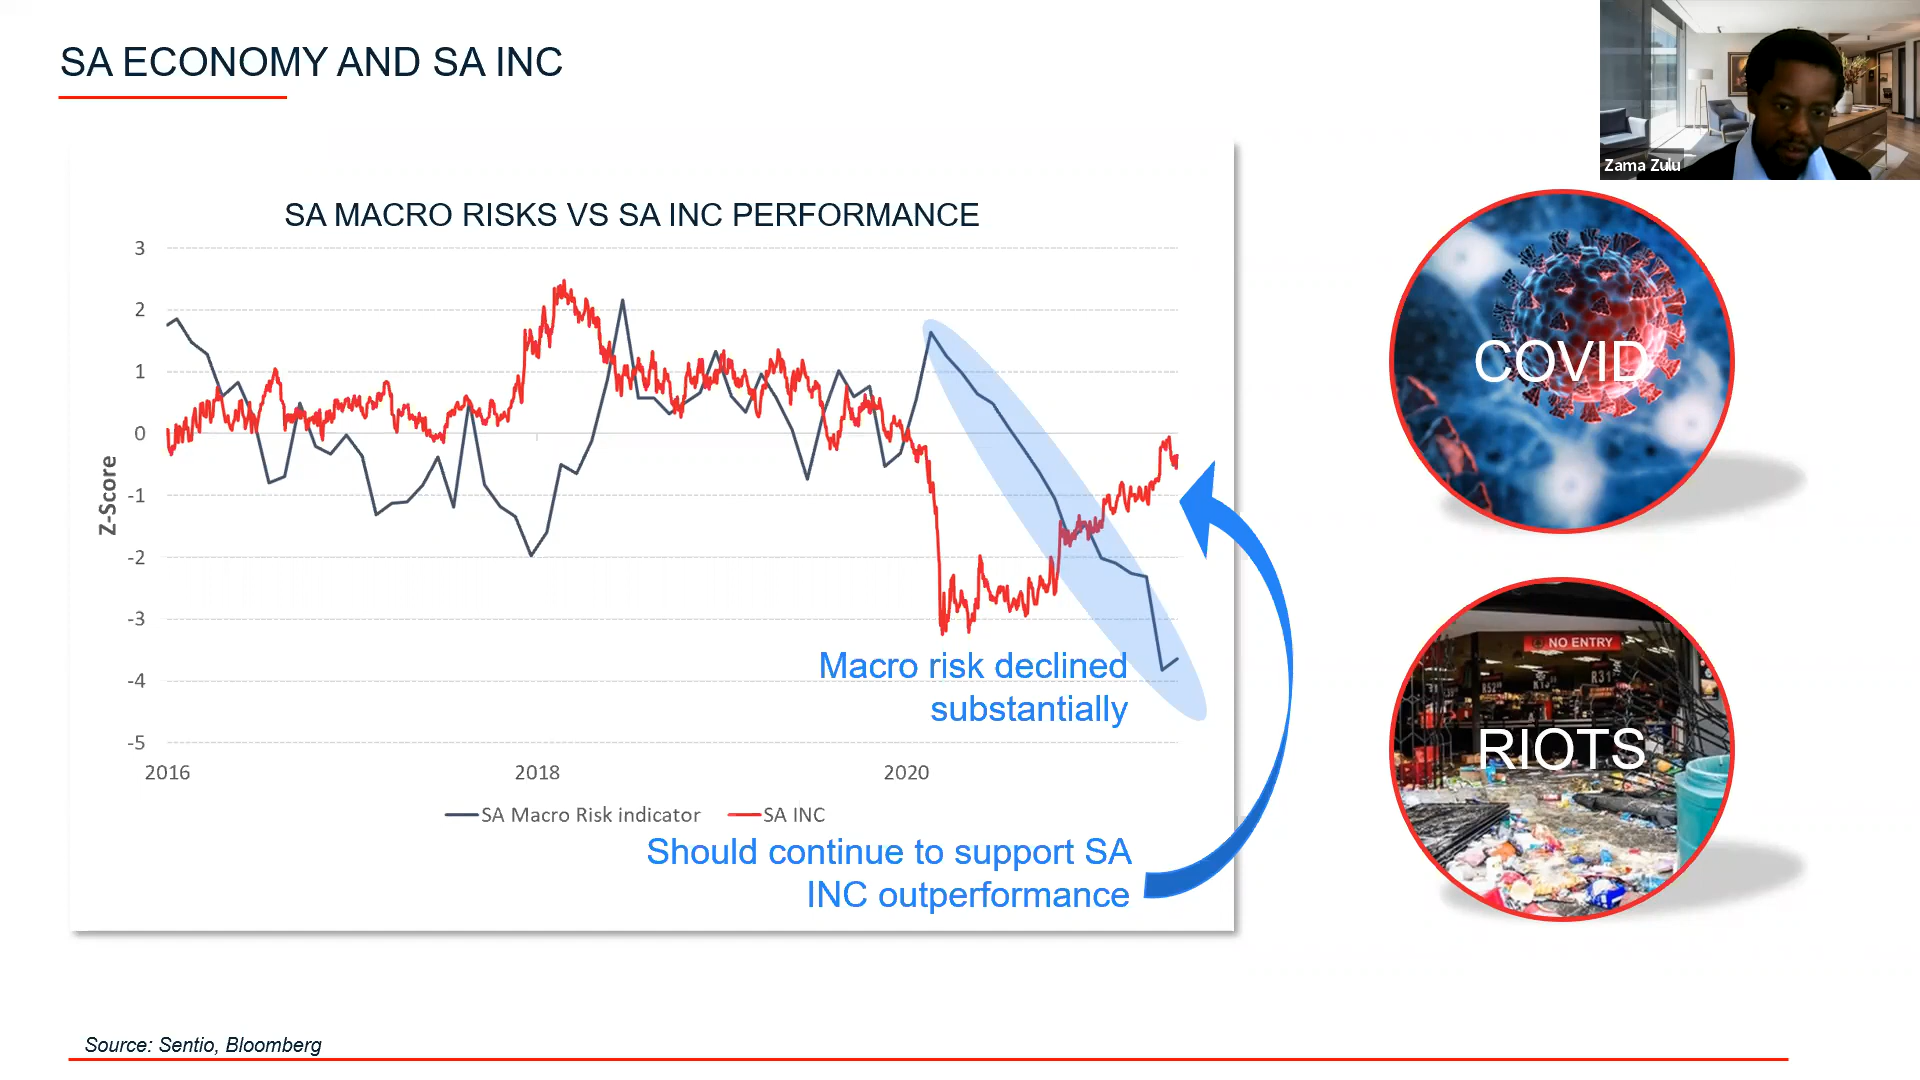 SA ECONOMY AND SA INC
Zama Zulu
SA MACRO RISKS VS SA INC PERFORMANCE
3
2
1
0
-1
-2
-3
-4
-5
Z-Score
2016
2018
2020
Macro risk declined
substantially
SA Macro Risk indicator
SA INC
Should continue to support SA
INC outperformance
COVID
NO ENTRY
R31
RIOTS
Source: Sentio, Bloomberg